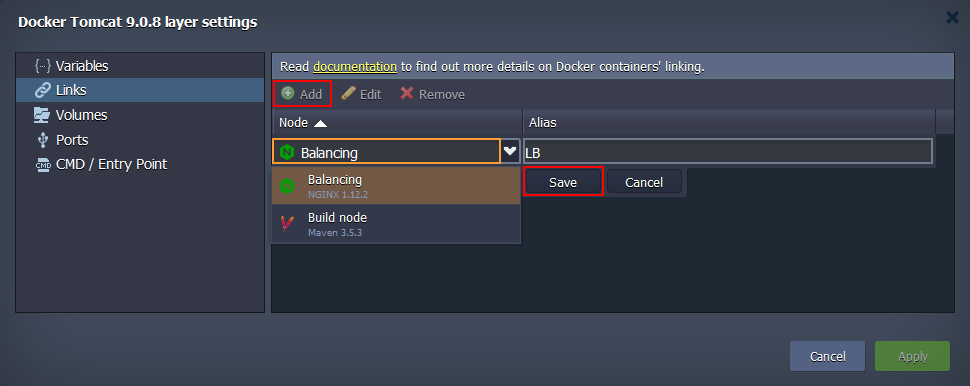 Docker Tomcat 9.0.8 layer settings
Variables
Links
Volumes
Ports
CMD / Entry Point
Read documentation to find out more details on Docker containers' linking.
Add Edit Remove
Node Alias
Balancing LB
Balancing
NGINX 1.12.2
Build node
Maven 3.5.3
Save Cancel
Cancel Apply